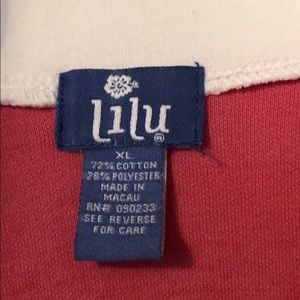 lilu
®
XL
72% COTTON
28% POLYESTER
MADE IN
MACAU
RN# 090233
SEE REVERSE
FOR CARE